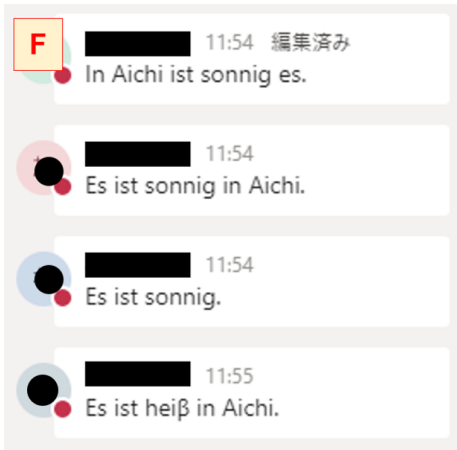 F
11:54 編集済み
In Aichi ist sonnig es.
11:54
Es ist sonnig in Aichi.
11:54
Es ist sonnig.
11:55
Es ist heiβ in Aichi.